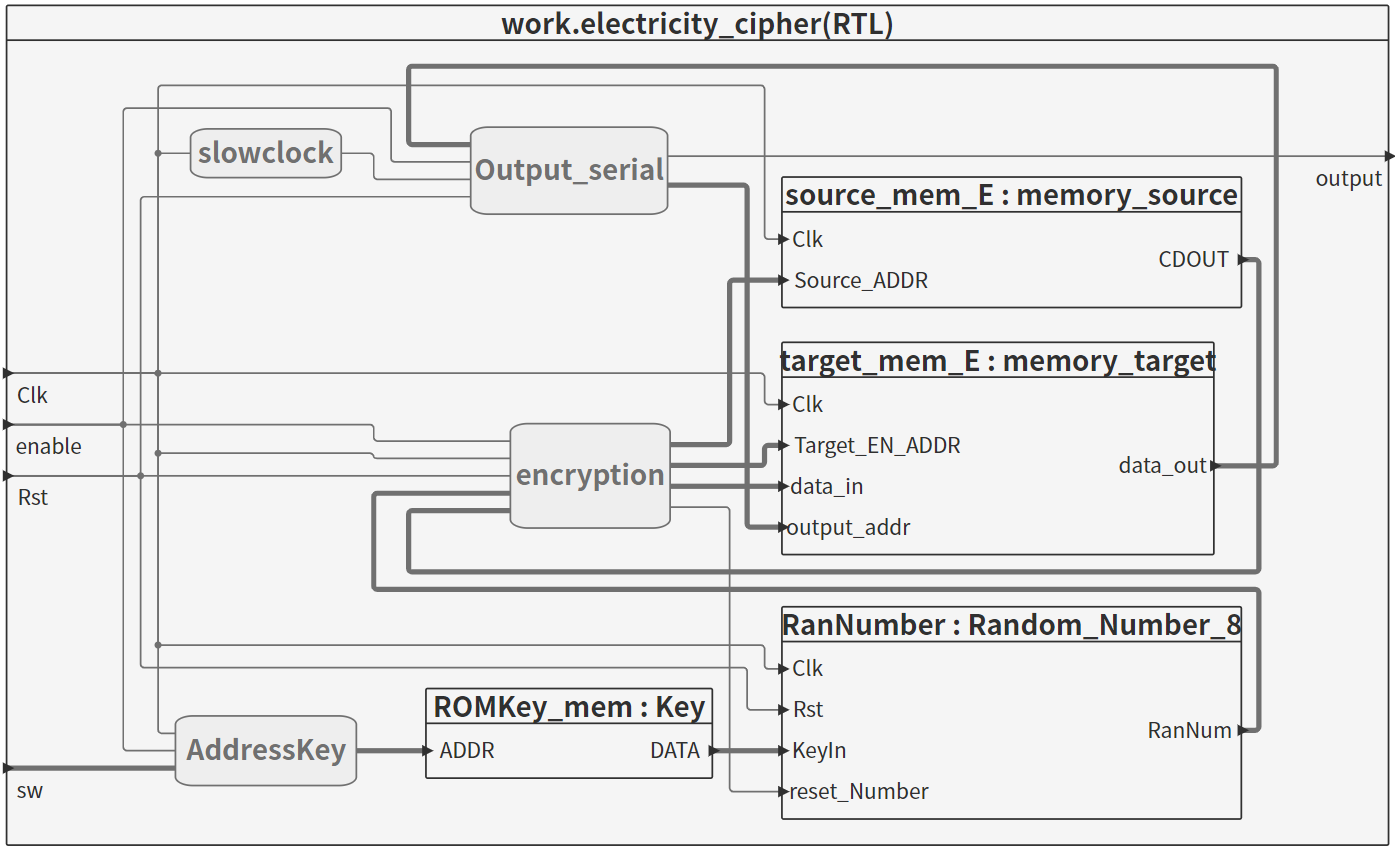 work.electricity_cipher(RTL)
slowclock
Output_serial
output
source_mem_E : memory_source
Clk
CDOUT
Source_ADDR
target_mem_E : memory_target
Clk
Clk
enable
Target_EN_ADDR
data_out
encryption
data_in
Rst
output_addr
RanNumber : Random_Number_8
Clk
Rst
ROMKey_mem : Key
RanNum
AddressKey
ADDR
DATA
KeyIn
sw
reset_Number